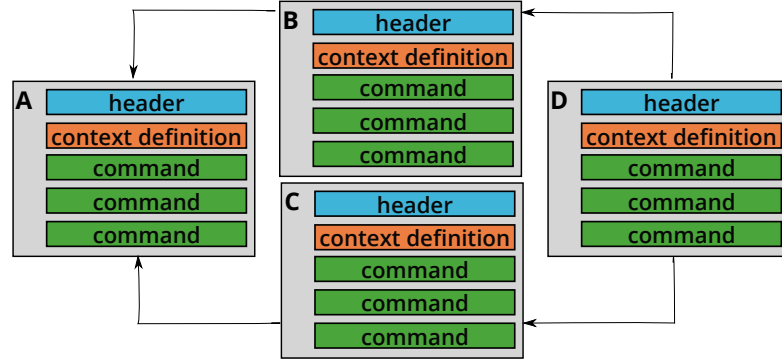 A
header
context definition
command
command
command
B
header
context definition
command
command
command
C
header
context definition
command
command
command
D
header
context definition
command
command
command